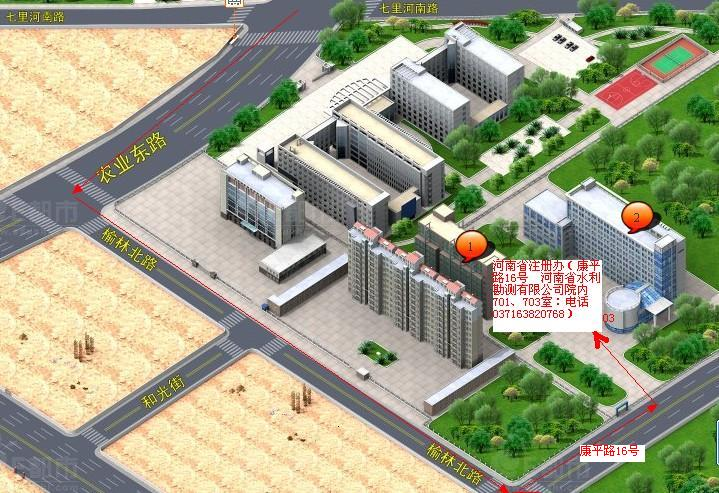 七里河南路
七里河南路
农业东路
榆林北路
1
2
河南省注册办（康平
路16号 河南省水利
勘测有限公司院内
701、703室：电话
037163820768）
03
和光街
榆林北路
康平路16号
都市